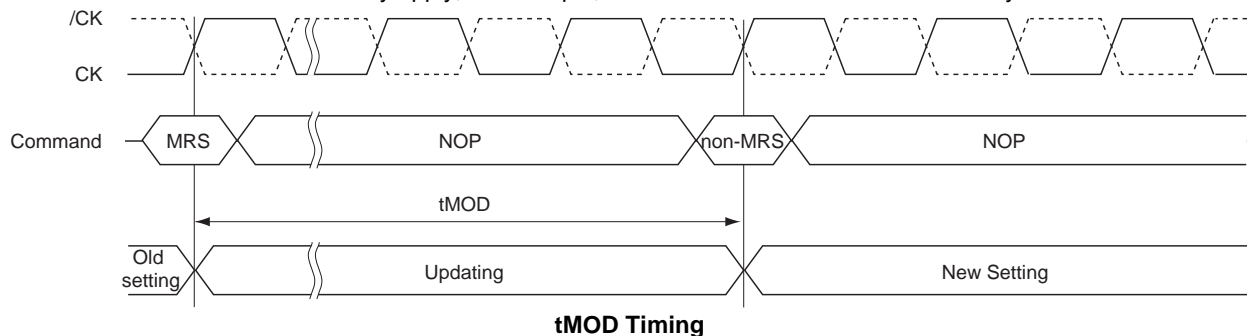 /CK
CK
Command MRS NOP non-MRS NOP
tMOD
Old setting Updating New Setting
tMOD Timing